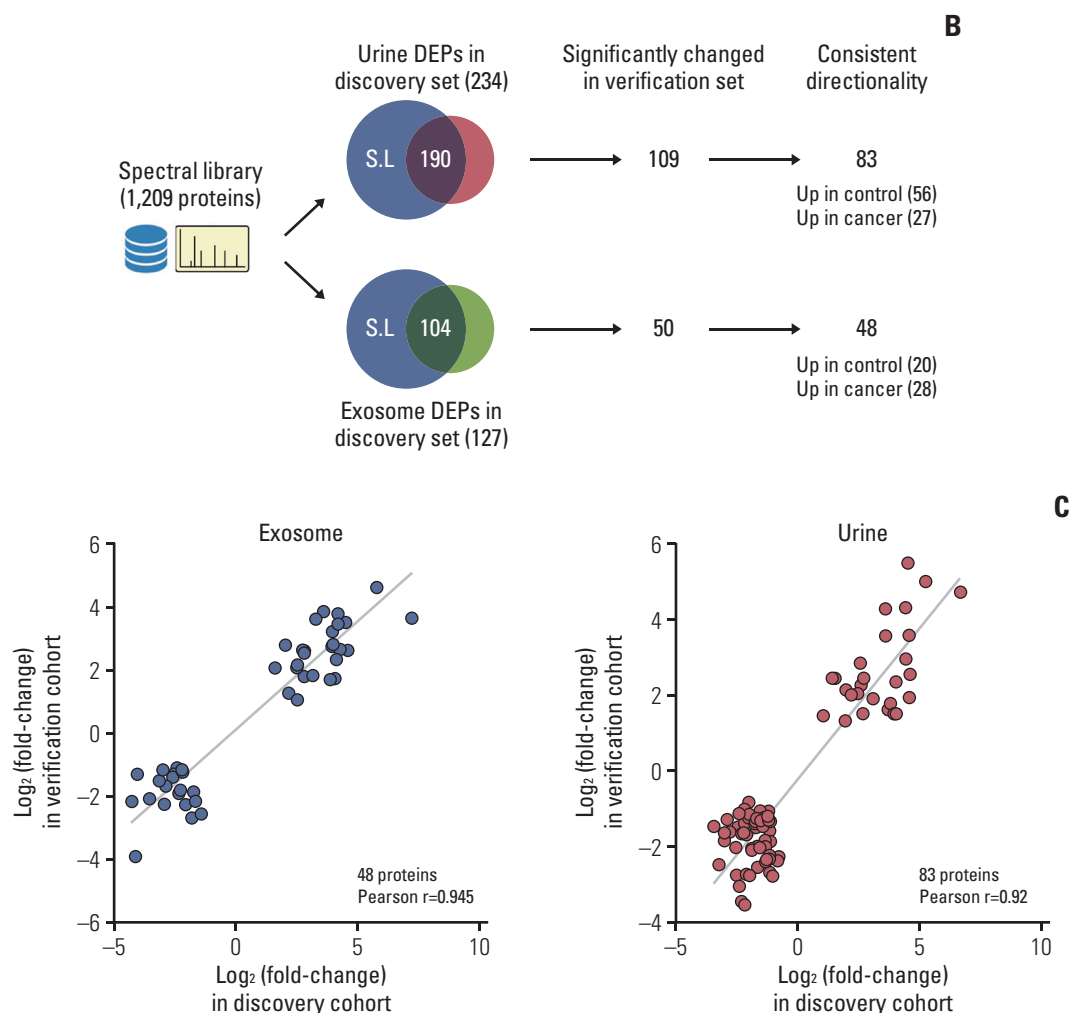 B
Urine DEPs in
discovery set (234)
Significantly changed
in verification set
Consistent
directionality
Spectral library
(1,209 proteins)
S.L
190
109
83
Up in control (56)
Up in cancer (27)
S.L
104
50
48
Up in control (20)
Up in cancer (28)
Exosome DEPs in
discovery set (127)
C
Exosome
Log₂ (fold-change)
in verification cohort
6
4
2
0
–2
–4
–6
48 proteins
Pearson r=0.945
–5
0
5
10
Log₂ (fold-change)
in discovery cohort
Urine
Log₂ (fold-change)
in verification cohort
6
4
2
0
–2
–4
83 proteins
Pearson r=0.92
–5
0
5
10
Log₂ (fold-change)
in discovery cohort